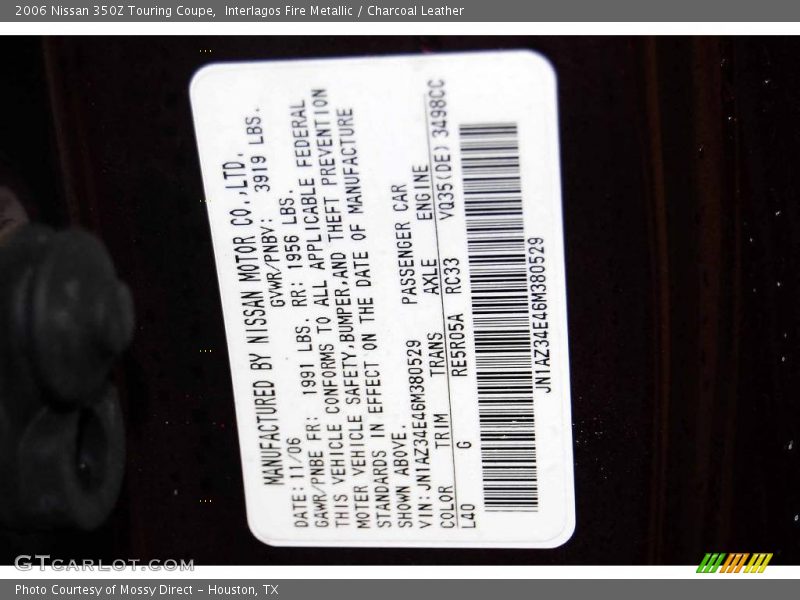 2006 Nissan 350Z Touring Coupe,  Interlagos Fire Metallic / Charcoal Leather
MANUFACTURED BY NISSAN MOTOR CO.,LTD.
DATE: 11/06 GVWR/PNBV: 3919 LBS.
GAWR/PNBE FR: 1991 LBS. RR: 1956 LBS.
THIS VEHICLE CONFORMS TO ALL APPLICABLE FEDERAL
MOTER VEHICLE SAFETY,BUMPER,AND THEFT PREVENTION
STANDARDS IN EFFECT ON THE DATE OF MANUFACTURE
SHOWN ABOVE.
VIN: JN1AZ34E46M380529 PASSENGER CAR
COLOR TRIM TRANS AXLE ENGINE
L40 G RE5R05A RC33 VQ35(DE) 3498CC
JN1AZ34E46M380529
GTCARLOT.COM
Photo Courtesy of Mossy Direct - Houston, TX